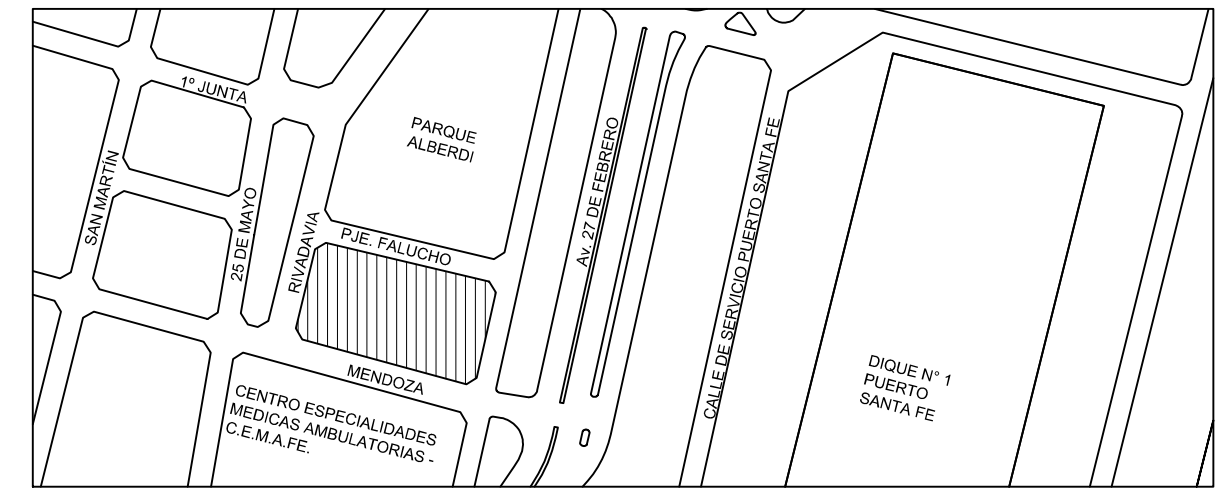 1º JUNTA
PARQUE
ALBERDI
SAN MARTÍN
25 DE MAYO
RIVADAVIA
PJE. FALUCHO
Av. 27 DE FEBRERO
CALLE DE SERVICIO PUERTO SANTA FE
MENDOZA
DIQUE N° 1
PUERTO
SANTA FE
CENTRO ESPECIALIDADES
MEDICAS AMBULATORIAS -
C.E.M.A.FE.